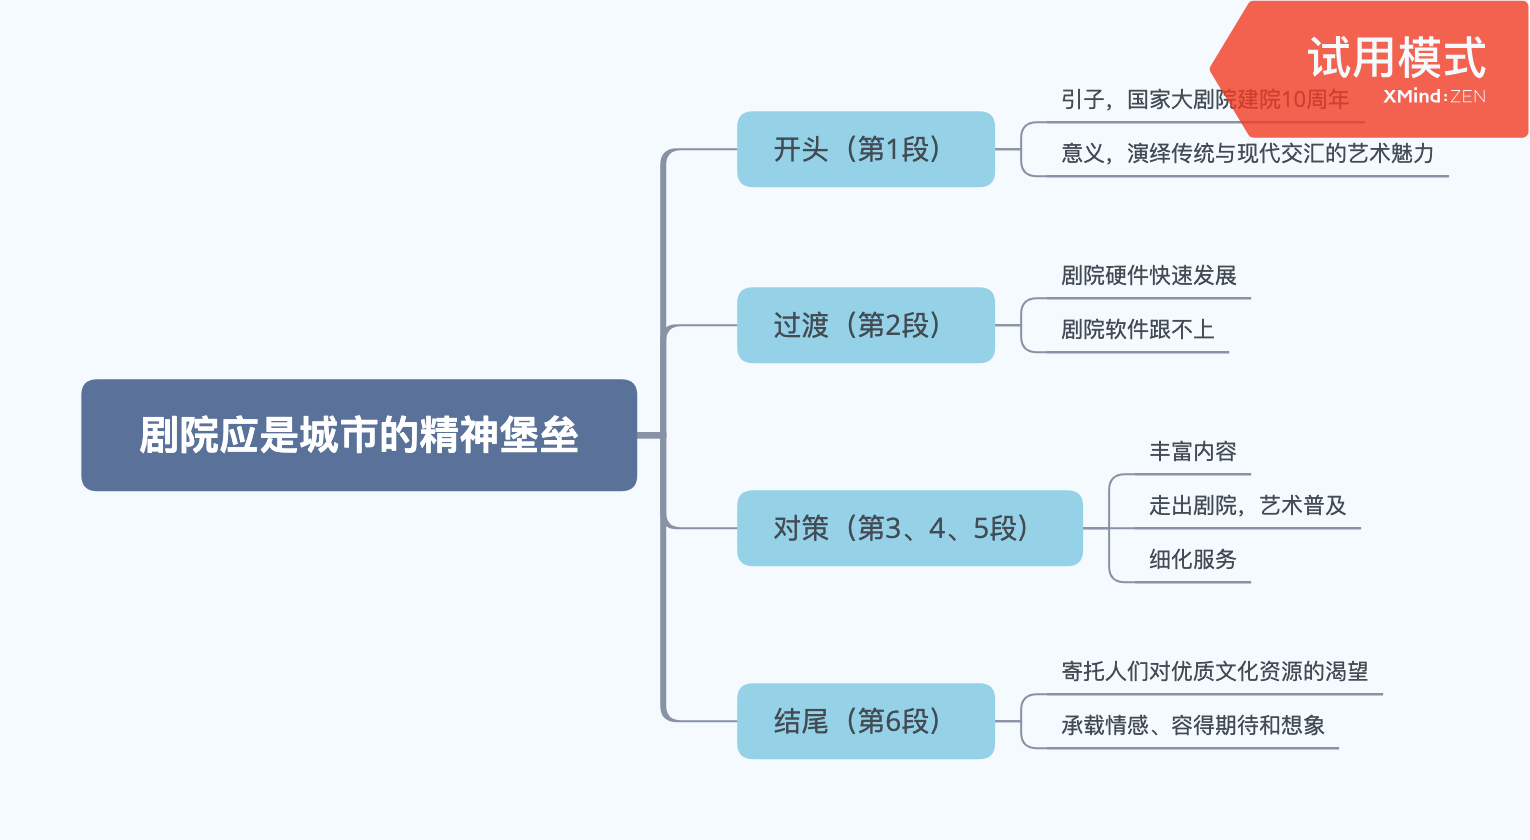 试用模式
XMind:ZEN
引子，国家大剧院建院10周年
开头（第1段）
意义，演绎传统与现代交汇的艺术魅力
剧院硬件快速发展
过渡（第2段）
剧院软件跟不上
剧院应是城市的精神堡垒
丰富内容
走出剧院，艺术普及
对策（第3、4、5段）
细化服务
寄托人们对优质文化资源的渴望
结尾（第6段）
承载情感、容得期待和想象